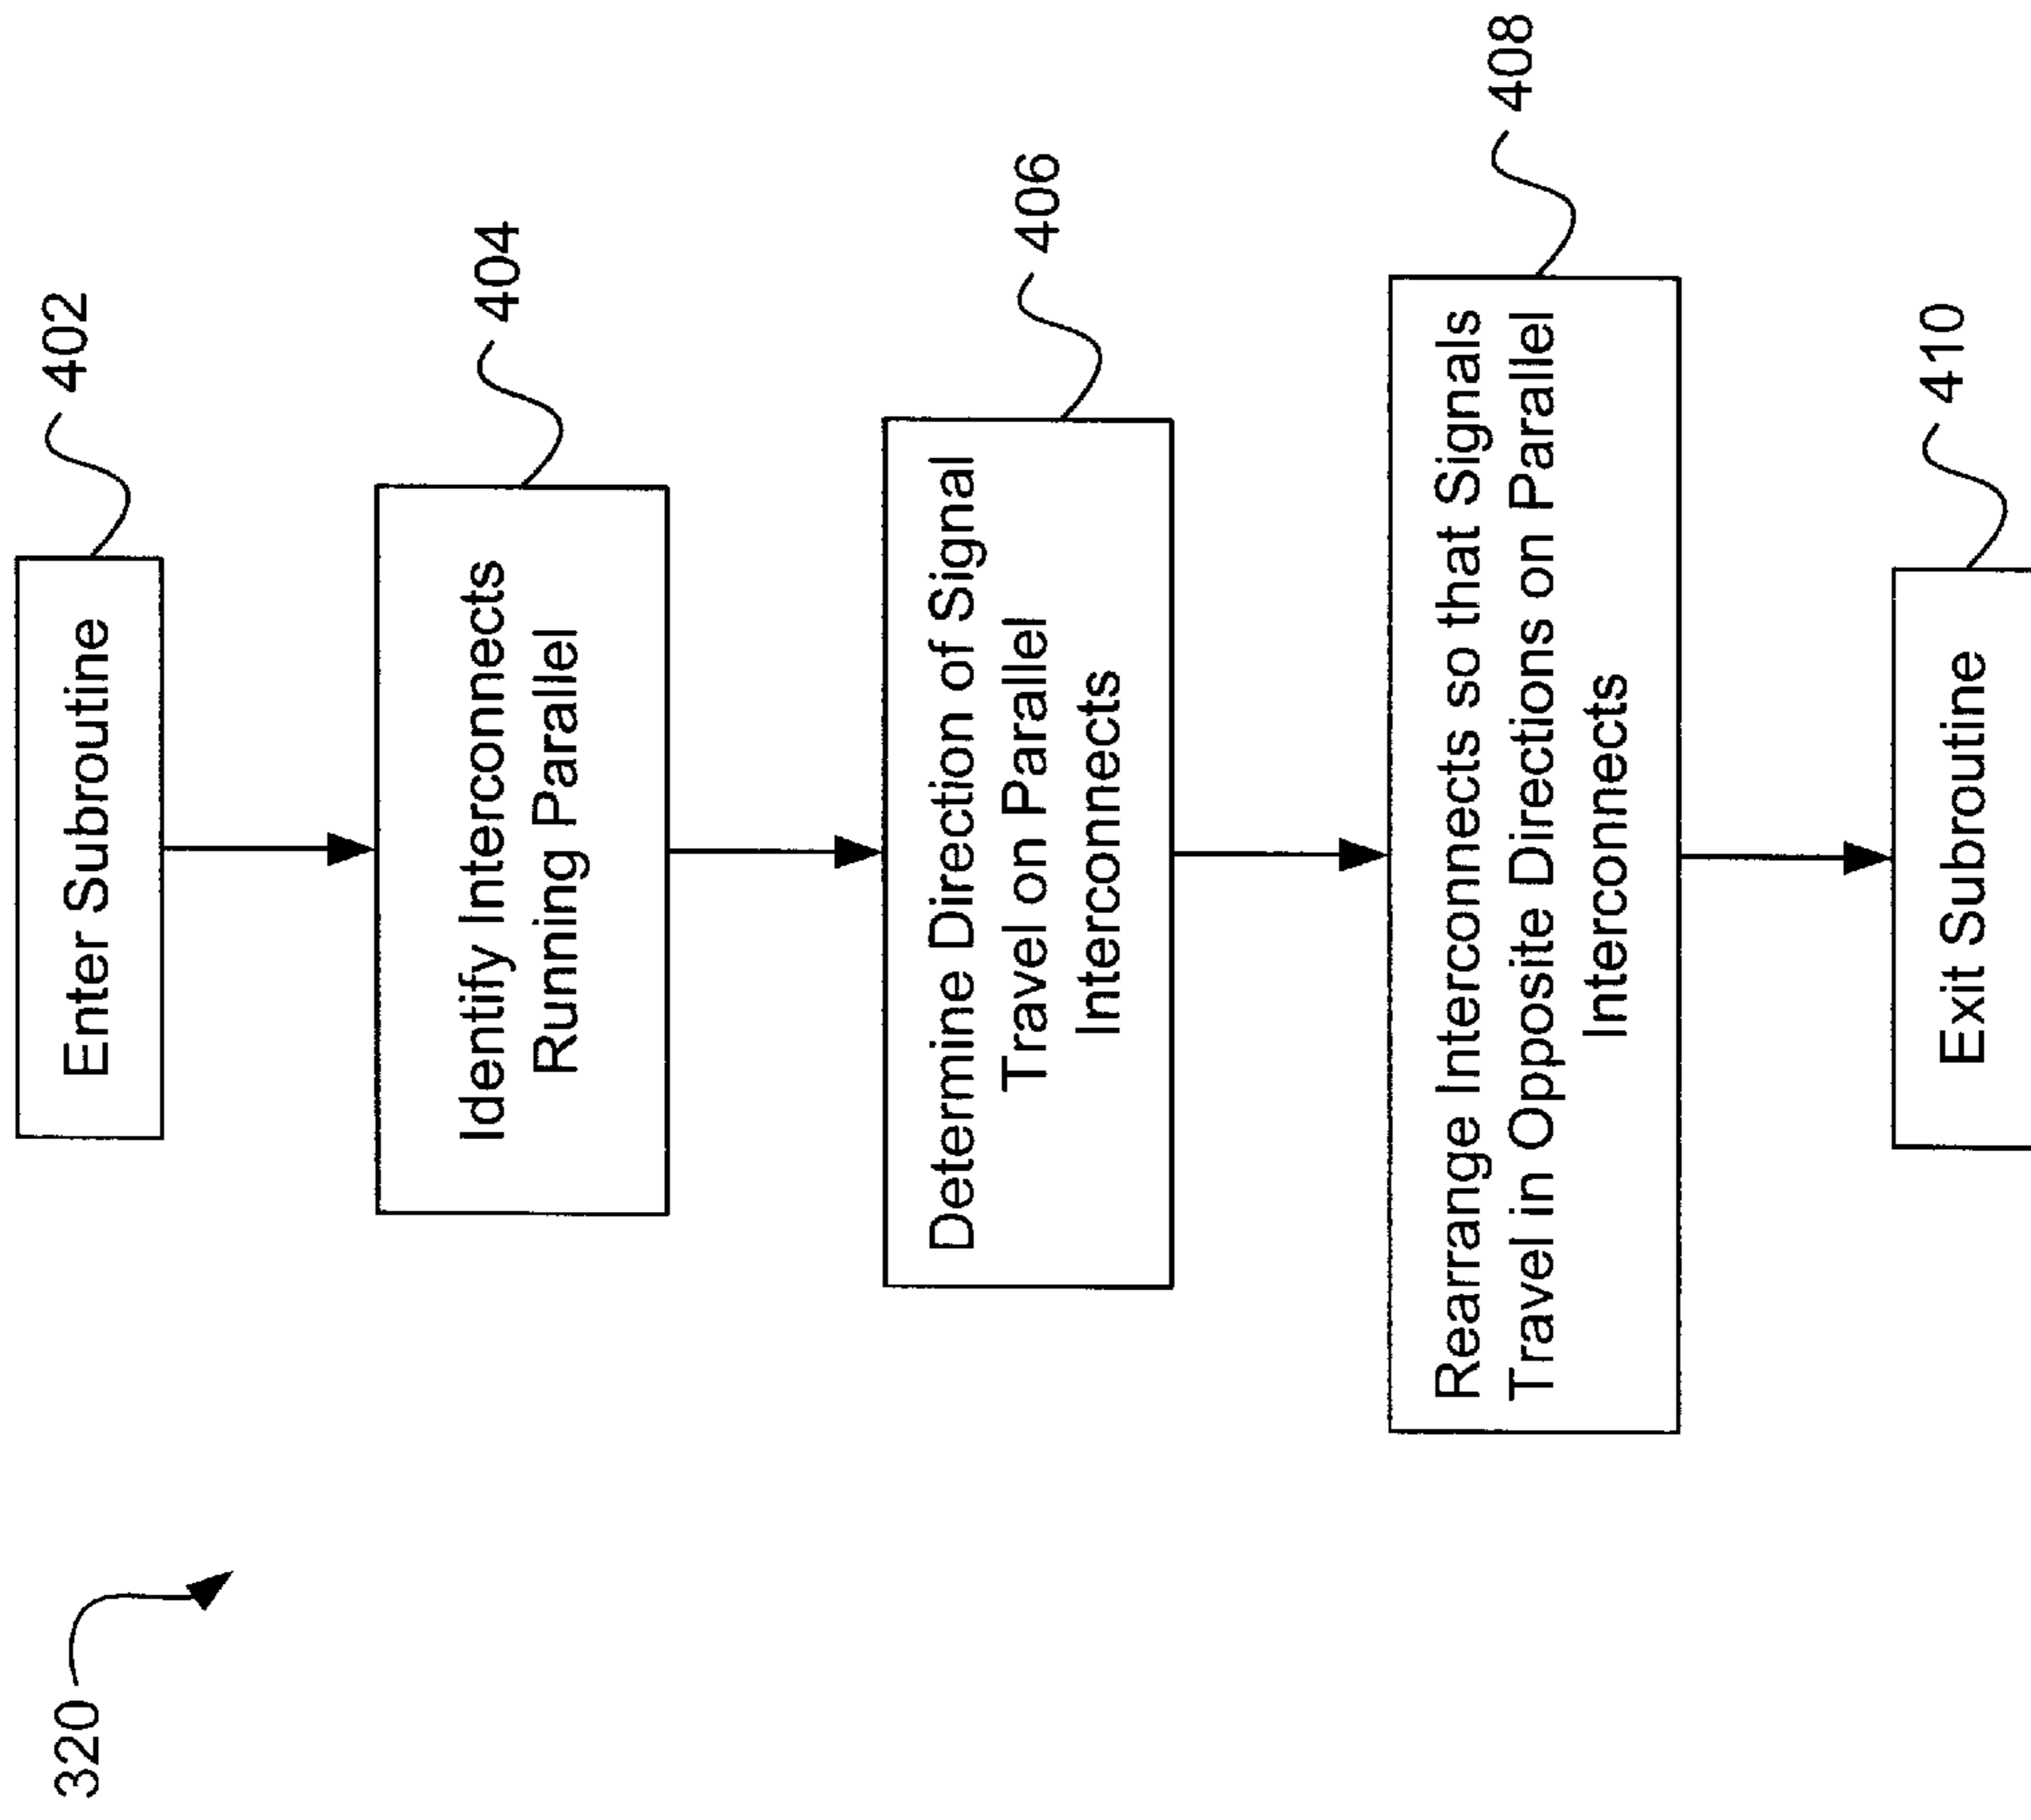 320
Enter Subroutine
402
Identify Interconnects
Running Parallel
404
Determine Direction of Signal
Travel on Parallel
Interconnects
406
Rearrange Interconnects so that Signals
Travel in Opposite Directions on Parallel
Interconnects
408
Exit Subroutine
410